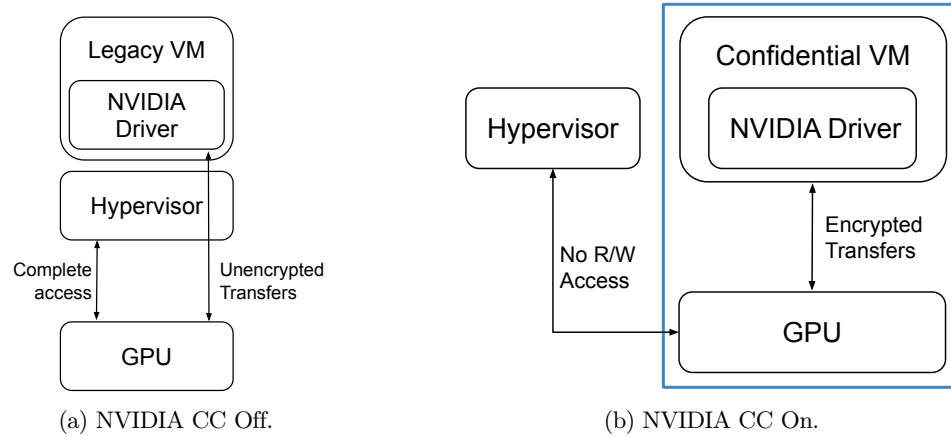 Legacy VM
NVIDIA
Driver
Hypervisor
Complete
access
Unencrypted
Transfers
GPU
(a) NVIDIA CC Off.
Confidential VM
NVIDIA Driver
Hypervisor
No R/W
Access
Encrypted
Transfers
GPU
(b) NVIDIA CC On.